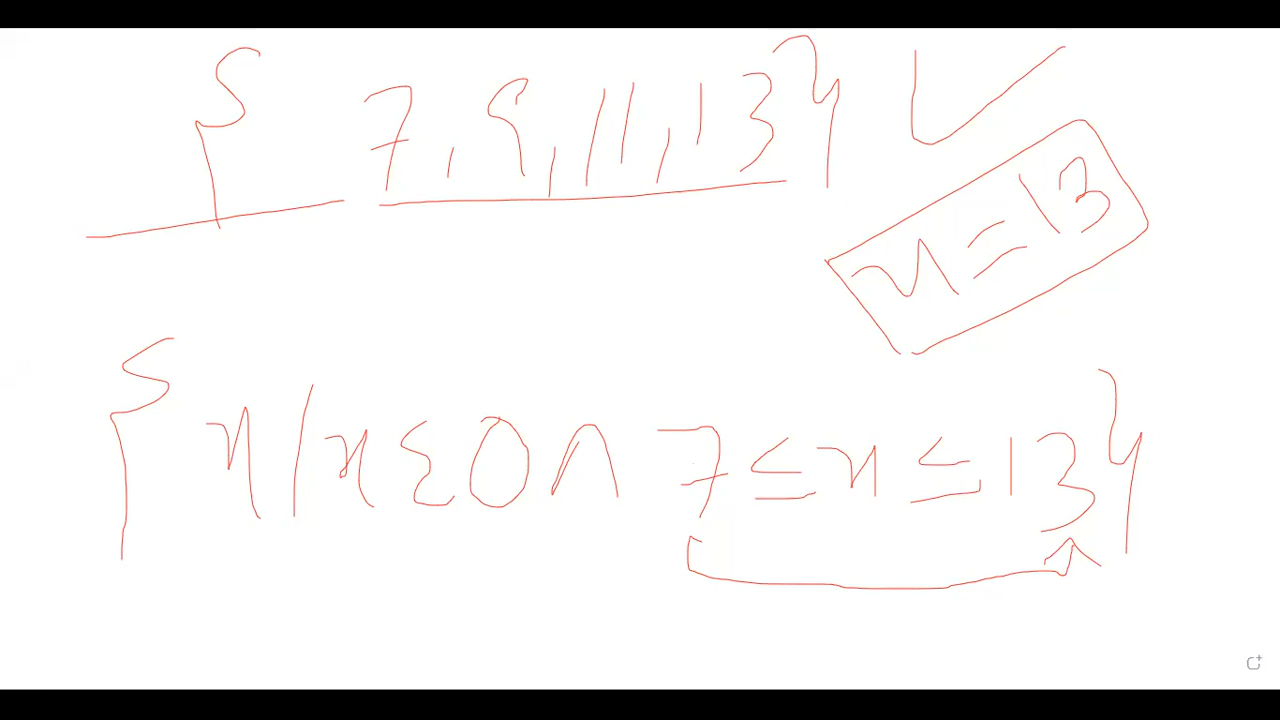 { 7, 9, 11, 13 }
x = 13
{ x / x ∈ O ∧ 7 ≤ x ≤ 13 }